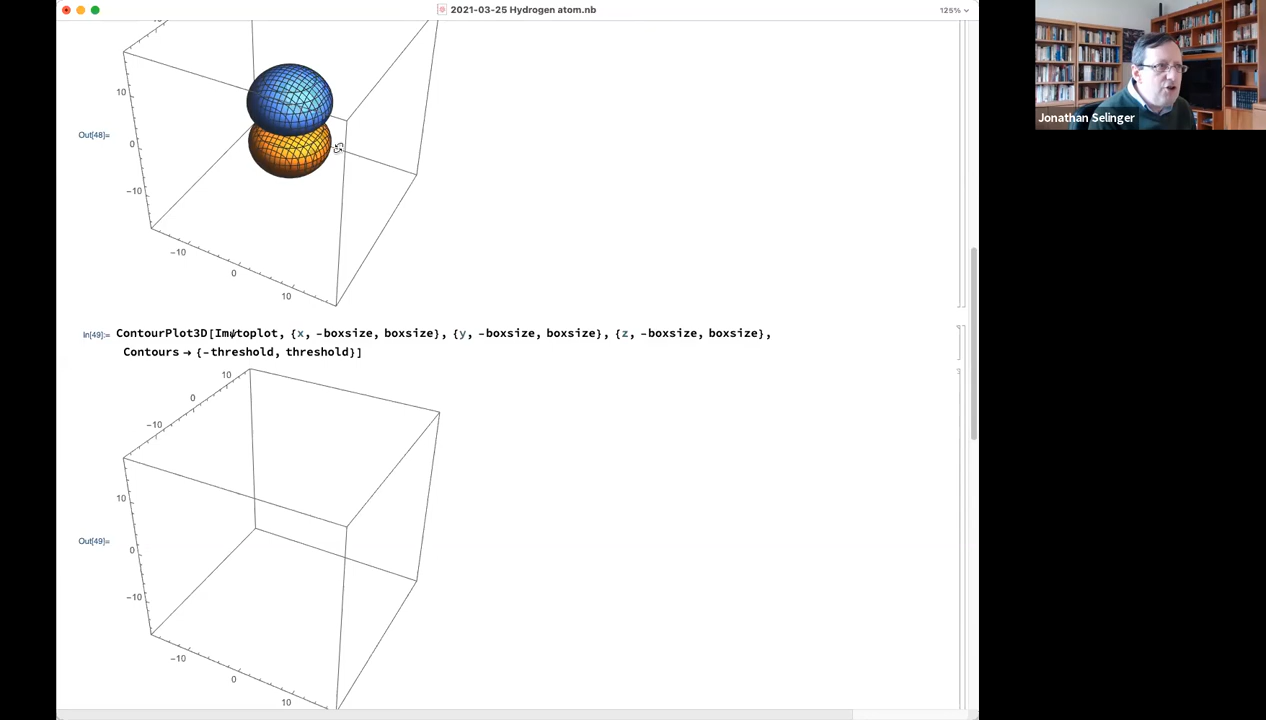 2021-03-25 Hydrogen atom.nb
125%
10
Out[48]=
0
-10
-10
0
10
Jonathan Selinger
In[49]:= ContourPlot3D[Imψtoplot, {x, -boxsize, boxsize}, {y, -boxsize, boxsize}, {z, -boxsize, boxsize},
Contours → {-threshold, threshold}]
10
0
-10
10
Out[49]=
0
-10
-10
0
10